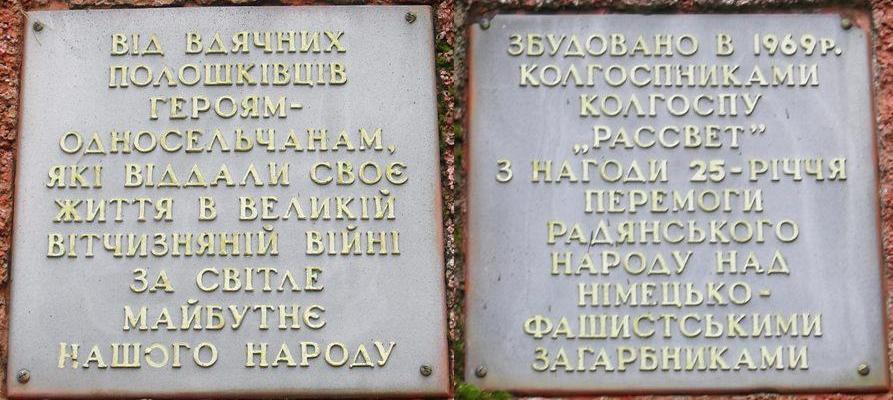 ВІД ВДЯЧНИХ
ПОЛОШКІВЦІВ
ГЕРОЯМ-
ОДНОСЕЛЬЧАНАМ,
ЯКІ ВІДДАЛИ СВОЄ
ЖИТТЯ В ВЕЛИКІЙ
ВІТЧИЗНЯНІЙ ВІЙНІ
ЗА СВІТЛЕ
МАЙБУТНЄ
НАШОГО НАРОДУ
ЗБУДОВАНО В 1969 р.
КОЛГОСПНИКАМИ
КОЛГОСПУ
„РАССВЕТ”
З НАГОДИ 25-РІЧЧЯ
ПЕРЕМОГИ
РАДЯНСЬКОГО
НАРОДУ НАД
НІМЕЦЬКО-
ФАШИСТСЬКИМИ
ЗАГАРБНИКАМИ